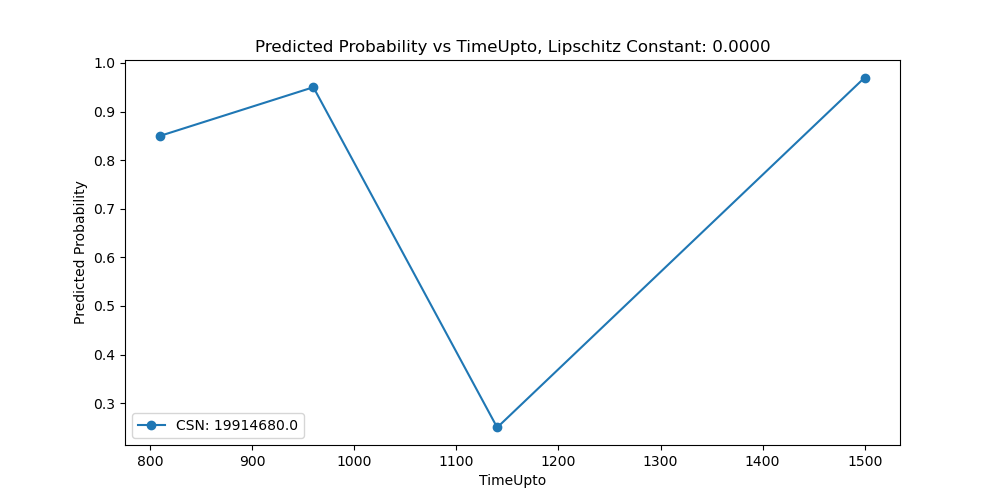 Predicted Probability vs TimeUpto, Lipschitz Constant: 0.0000
1.0
0.9
0.8
0.7
0.6
0.5
0.4
0.3
Predicted Probability
CSN: 19914680.0
800 900 1000 1100 1200 1300 1400 1500
TimeUpto